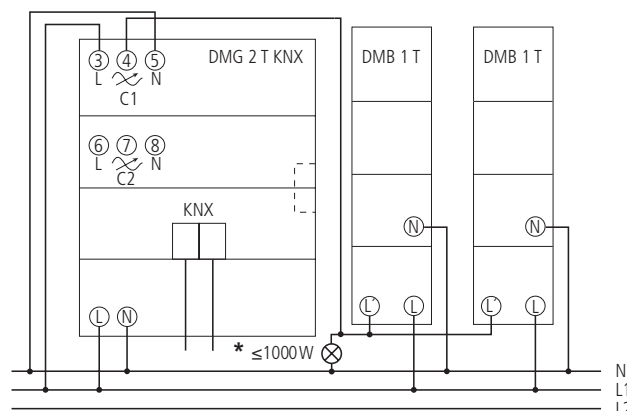 3 4 5 DMG 2 T KNX DMB 1 T DMB 1 T
L N
C1
6 7 8
L N
C2
KNX
N N
L N L´ L L´ L
* ≤1000W
N
L1